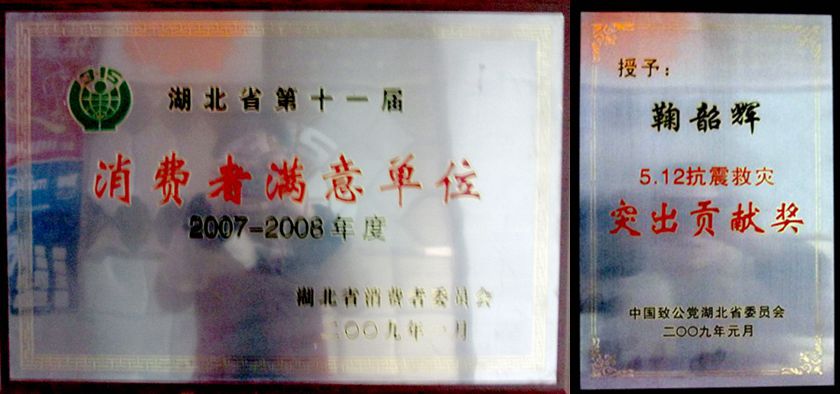 315
湖北省第十一届
消费者满意单位
2007-2008年度
湖北省消费者委员会
二〇〇九年一月
授予：
鞠韶辉
5.12抗震救灾
突出贡献奖
中国致公党湖北省委员会
二〇〇九年元月